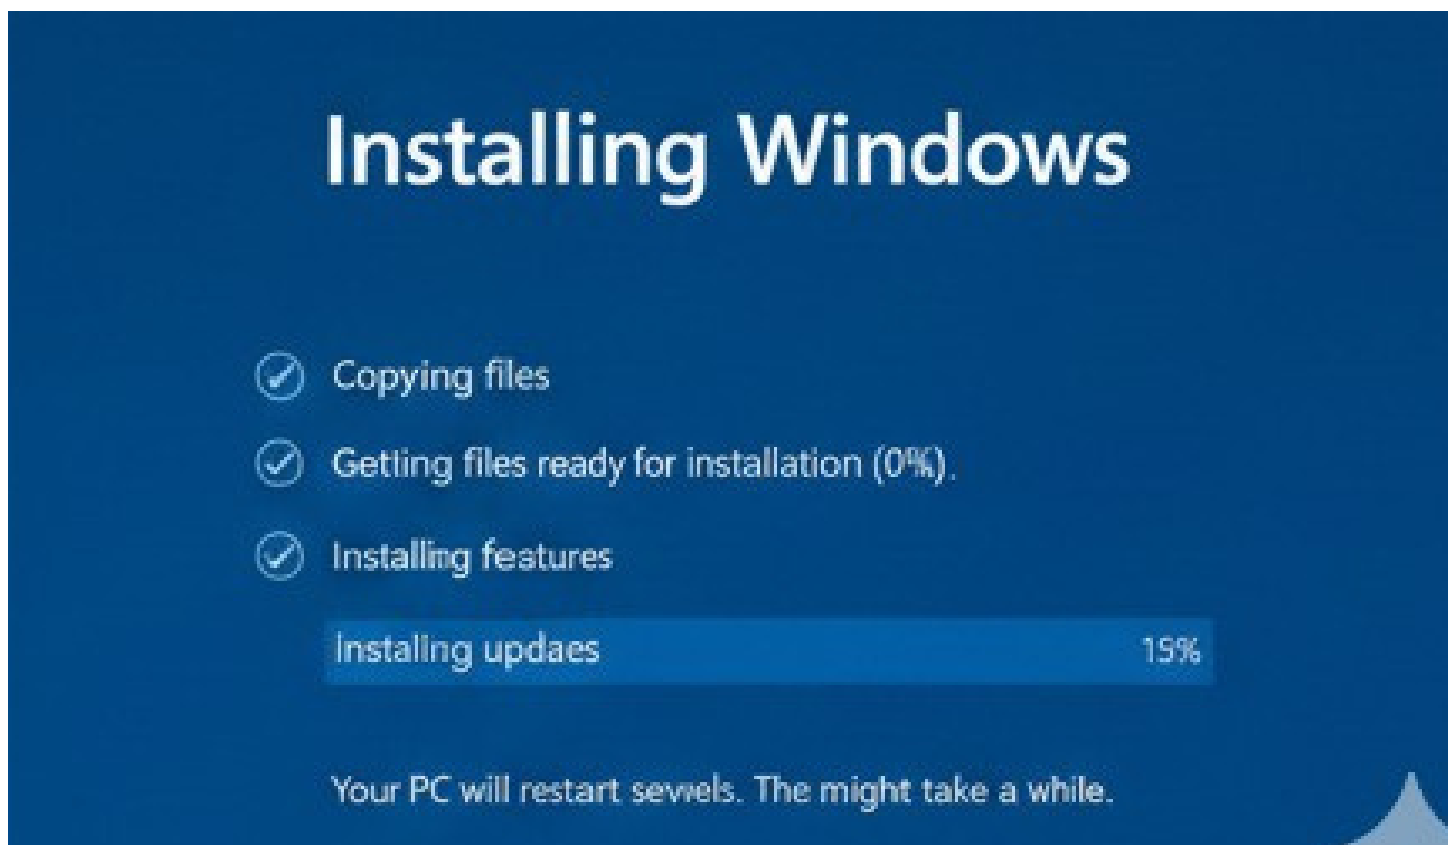 Installing Windows
Copying files
Getting files ready for installation (0%).
Installing features
Instaling updaes
19%
Your PC will restart sewels. The might take a while.